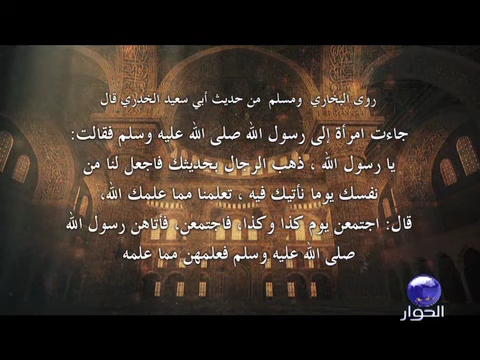 روى البخاري ومسلم من حديث أبي سعيد الخدري قال
جاءت امرأة إلى رسول الله صلى الله عليه وسلم فقالت:
يا رسول الله ، ذهب الرجال بحديثك فاجعل لنا من
نفسك يوما نأتيك فيه ، تعلمنا مما علمك الله،
قال: اجتمعن يوم كذا وكذا، فاجتمعن، فأتاهن رسول الله
صلى الله عليه وسلم فعلمهن مما علمه
الحوار